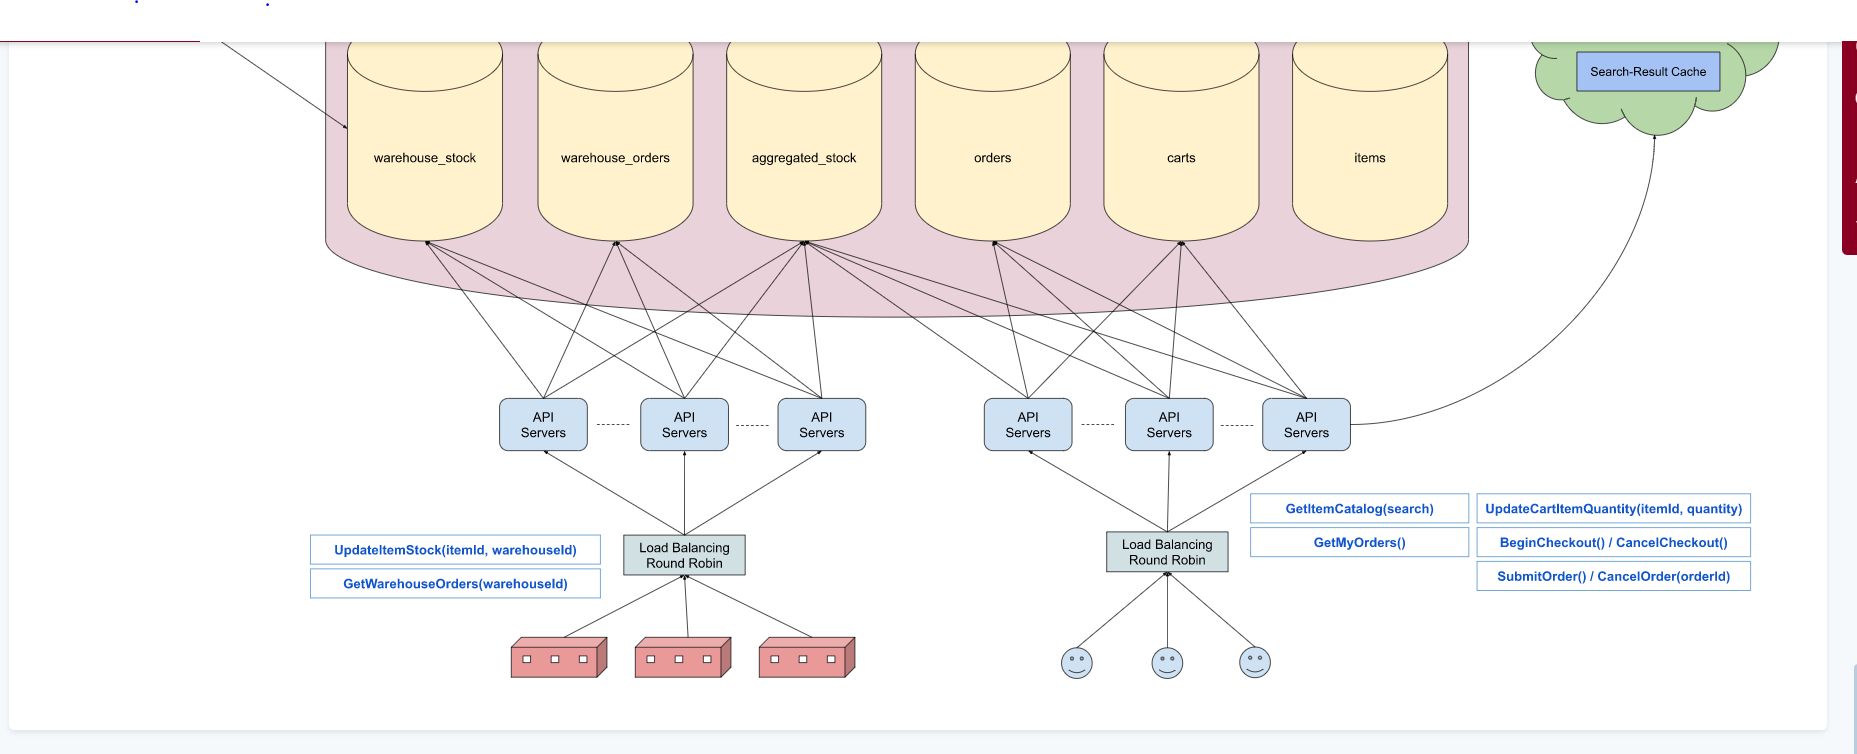 Search-Result Cache
warehouse_stock
warehouse_orders
aggregated_stock
orders
carts
items
API
Servers
API
Servers
API
Servers
API
Servers
API
Servers
API
Servers
UpdateItemStock(itemId, warehouseId)
GetWarehouseOrders(warehouseId)
Load Balancing
Round Robin
Load Balancing
Round Robin
GetItemCatalog(search)
GetMyOrders()
UpdateCartItemQuantity(itemId, quantity)
BeginCheckout() / CancelCheckout()
SubmitOrder() / CancelOrder(orderId)